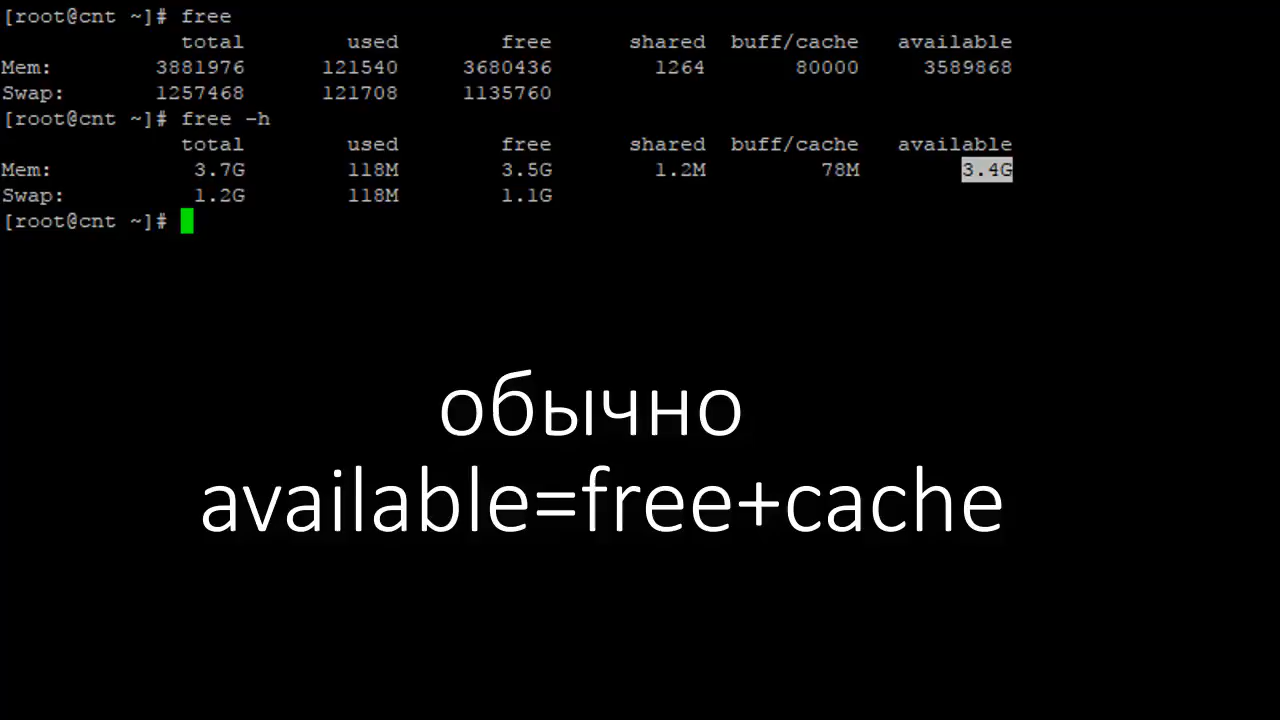 [root@cnt ~]# free
total used free shared buff/cache available
Mem: 3881976 121540 3680436 1264 80000 3589868
Swap: 1257468 121708 1135760
[root@cnt ~]# free -h
total used free shared buff/cache available
Mem: 3.7G 118M 3.5G 1.2M 78M 3.4G
Swap: 1.2G 118M 1.1G
[root@cnt ~]#
обычно
available=free+cache